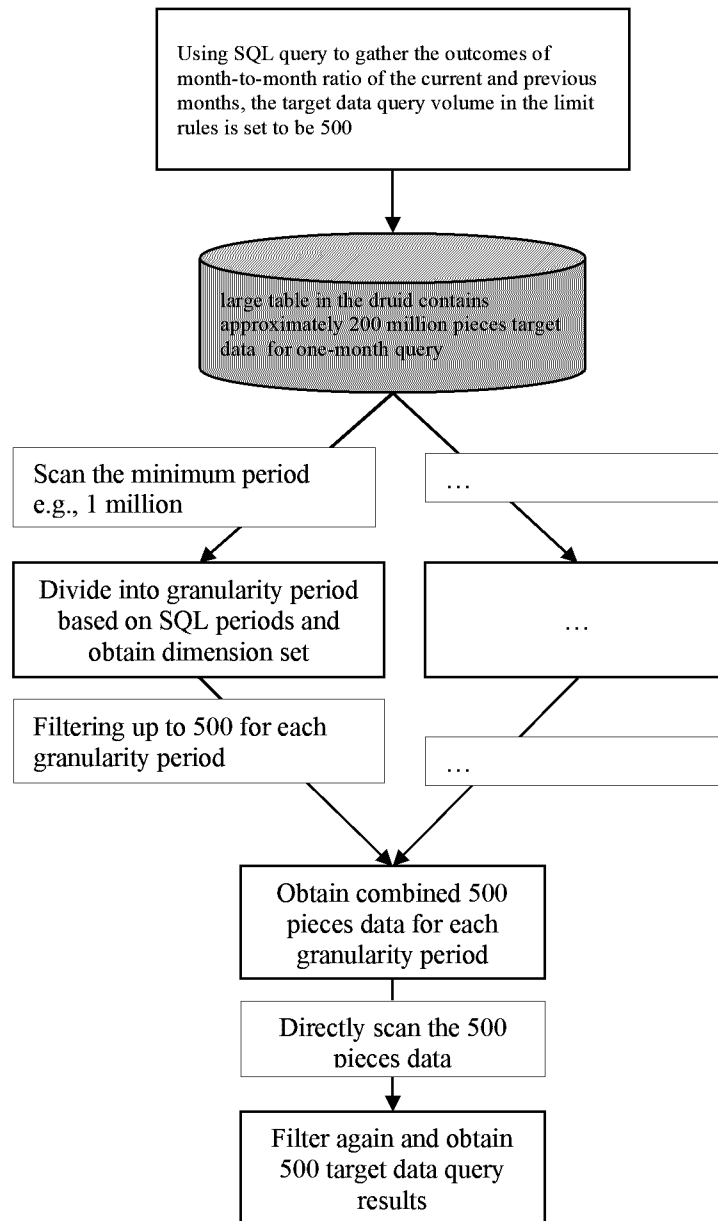 Using SQL query to gather the outcomes of
month-to-month ratio of the current and previous
months, the target data query volume in the limit
rules is set to be 500
large table in the druid contains
approximately 200 million pieces target
data for one-month query
Scan the minimum period
e.g., 1 million
…
Divide into granularity period
based on SQL periods and
obtain dimension set
…
Filtering up to 500 for each
granularity period
…
Obtain combined 500
pieces data for each
granularity period
Directly scan the 500
pieces data
Filter again and obtain
500 target data query
results